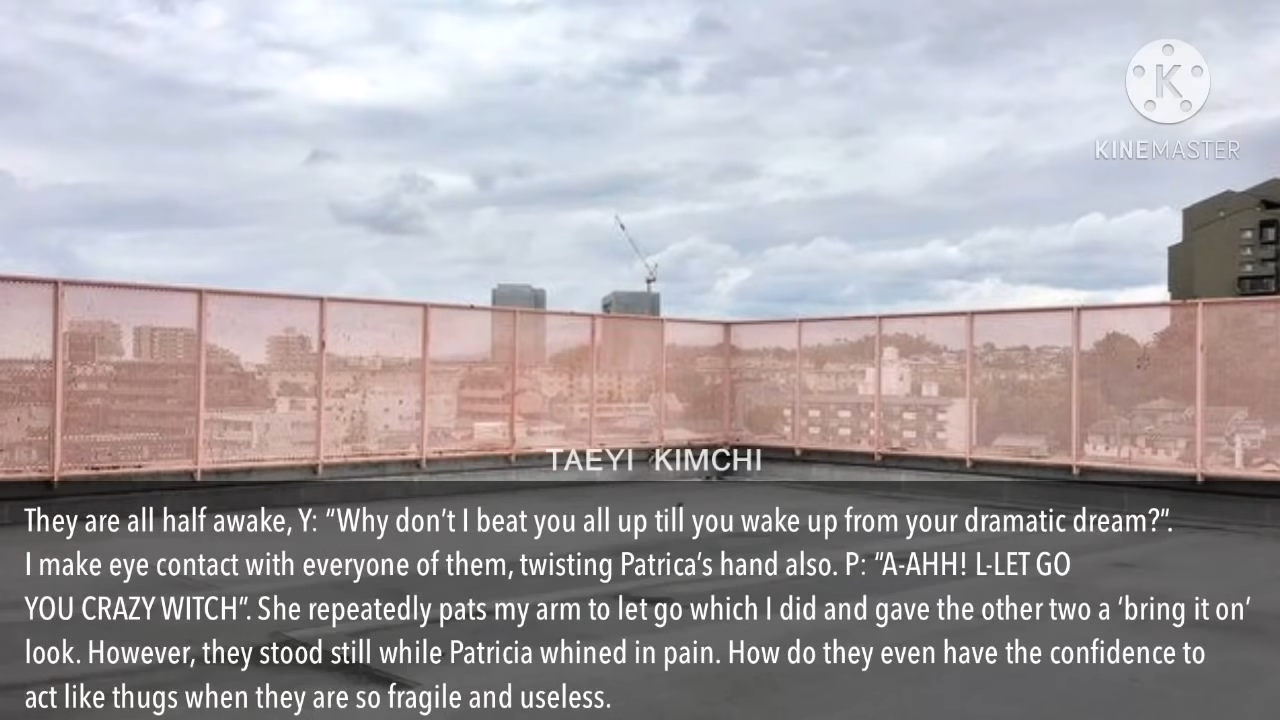 K
KINEMASTER
TAEYI KIMCHI
They are all half awake, Y: “Why don’t I beat you all up till you wake up from your dramatic dream?”.
I make eye contact with everyone of them, twisting Patrica’s hand also. P: “A-AHH! L-LET GO
YOU CRAZY WITCH”. She repeatedly pats my arm to let go which I did and gave the other two a ‘bring it on’
look. However, they stood still while Patricia whined in pain. How do they even have the confidence to
act like thugs when they are so fragile and useless.